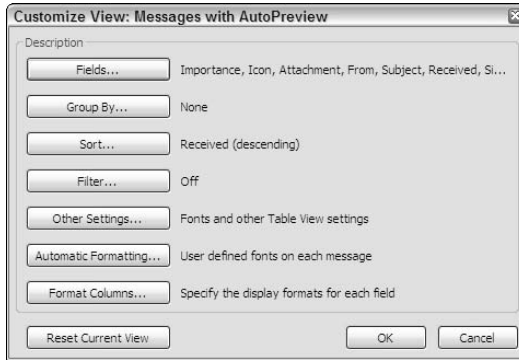 Customize View: Messages with AutoPreview
Description
Fields... Importance, Icon, Attachment, From, Subject, Received, Si...
Group By... None
Sort... Received (descending)
Filter... Off
Other Settings... Fonts and other Table View settings
Automatic Formatting... User defined fonts on each message
Format Columns... Specify the display formats for each field
Reset Current View OK Cancel